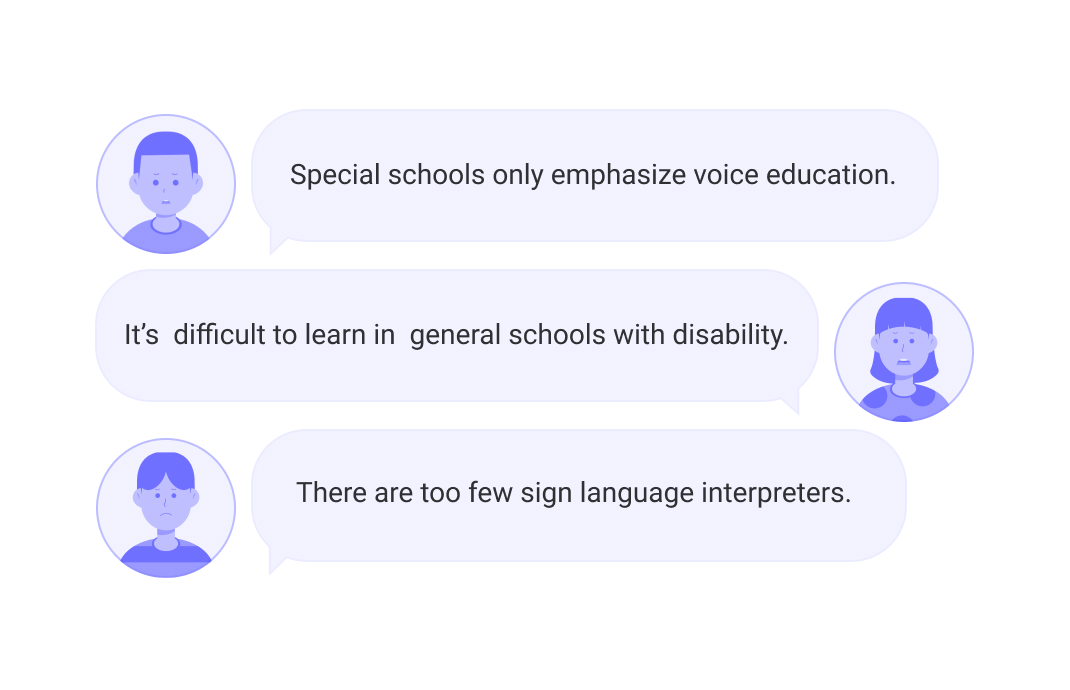 Special schools only emphasize voice education.
It’s  difficult to learn in  general schools with disability.
There are too few sign language interpreters.